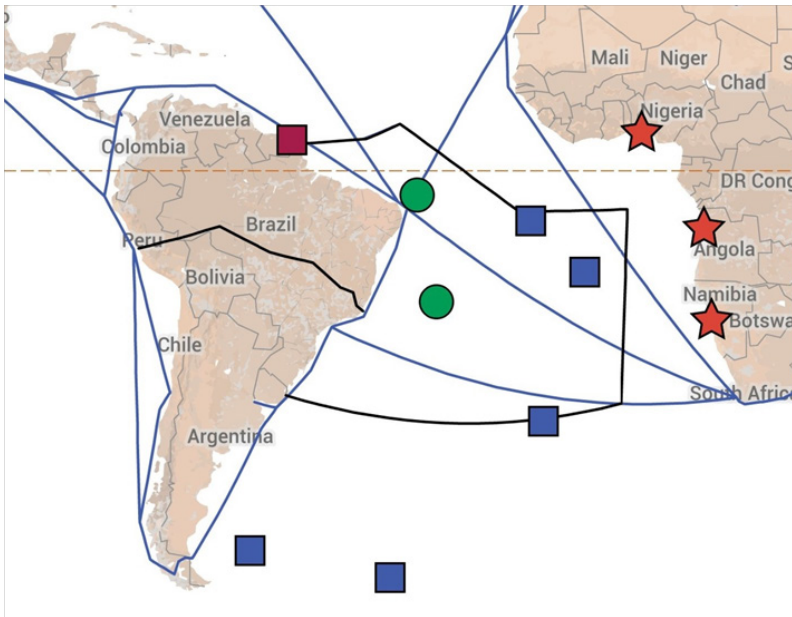 Mali
Niger
Chad
Nigeria
Venezuela
Colombia
DR Cong
Brazil
Peru
Angola
Bolivia
Namibia
Botswa
Chile
South Afric
Argentina